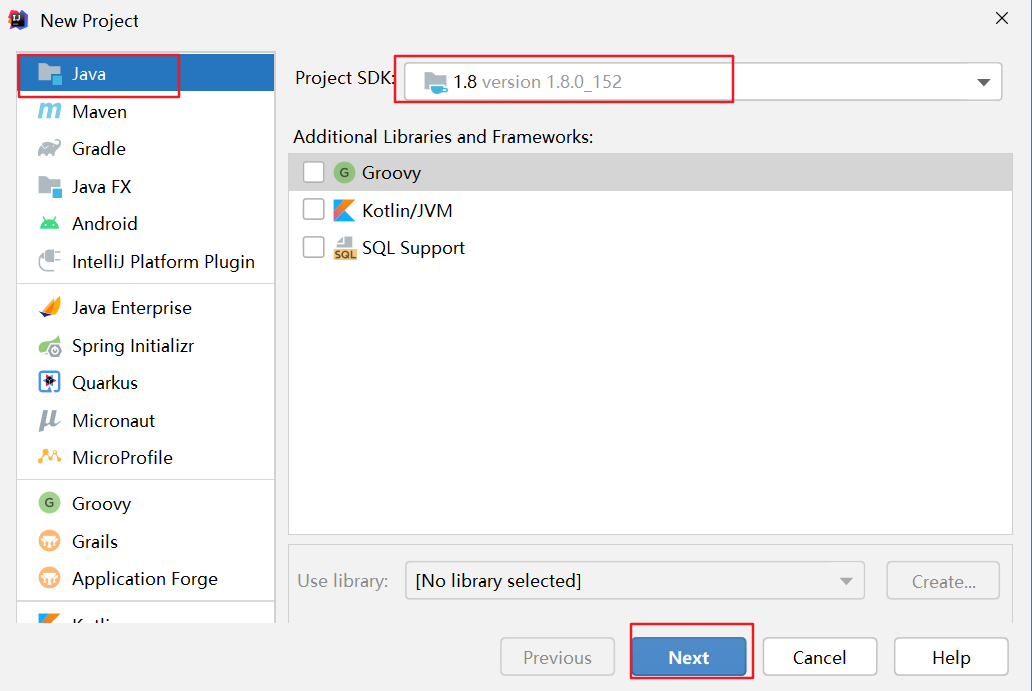 New Project
Java
Maven
Gradle
Java FX
Android
IntelliJ Platform Plugin
Java Enterprise
Spring Initializr
Quarkus
Micronaut
MicroProfile
Groovy
Grails
Application Forge
Project SDK:
1.8 version 1.8.0_152
Additional Libraries and Frameworks:
G Groovy
Kotlin/JVM
SQL SQL Support
Use library:
[No library selected]
Create...
Previous
Next
Cancel
Help